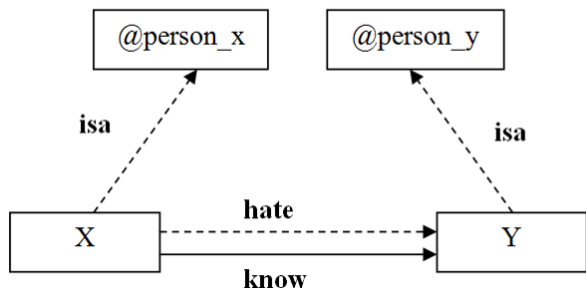 @person_x
@person_y
isa
isa
hate
X
Y
know